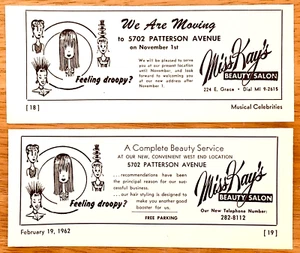 We Are Moving
to 5702 PATTERSON AVENUE
on November 1st
We will be pleased to serve
you at our present location
until November, and look
forward to welcoming you
at our new address after
November 1.
Feeling droopy?
Miss Kay's
BEAUTY SALON
224 E. Grace • Dial MI 9-2615
[ 18 ]
Musical Celebrities
A Complete Beauty Service
AT OUR NEW, CONVENIENT WEST END LOCATION
5702 PATTERSON AVENUE
. . . recommendations have been
the principal reason for our suc-
cessful business.
. . . our hair styling is designed to
make you another good
booster for us.
FREE PARKING
Feeling droopy?
Miss Kay's
BEAUTY SALON
Our New Telephone Number:
282-8112
February 19, 1962
[ 19 ]